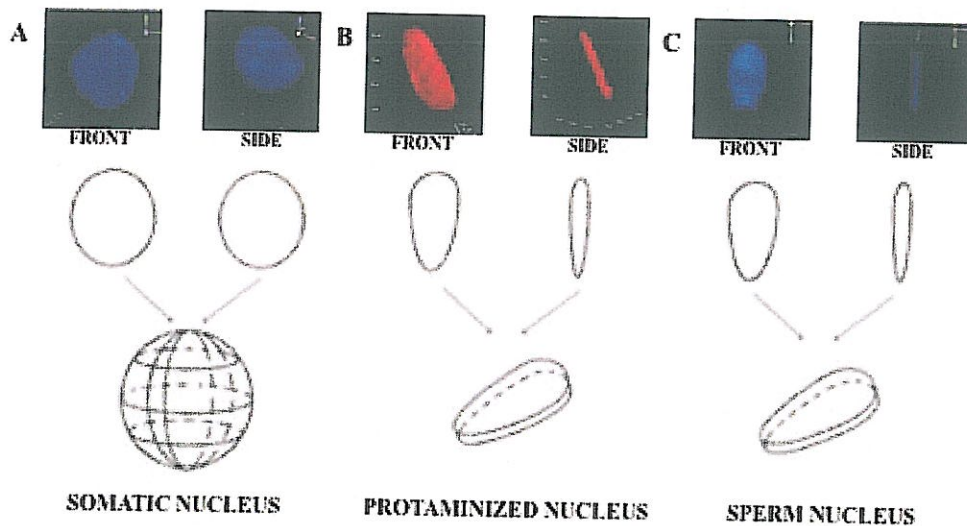 A B C
FRONT SIDE FRONT SIDE FRONT SIDE
SOMATIC NUCLEUS PROTAMINIZED NUCLEUS SPERM NUCLEUS